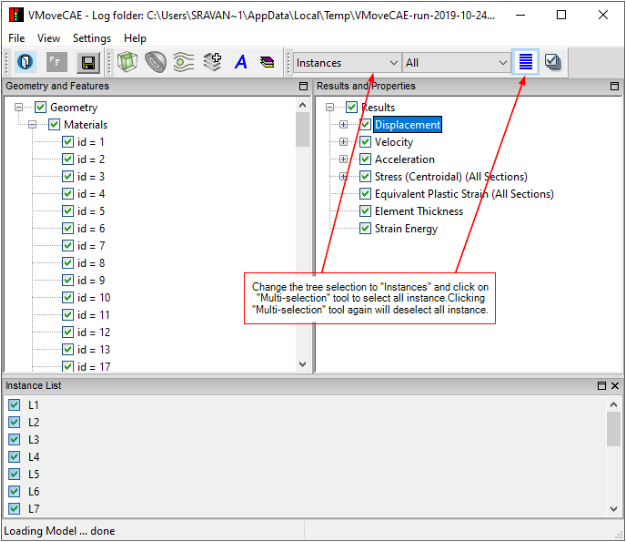 VMoveCAE - Log folder: C:\Users\SRAVAN~1\AppData\Local\Temp\VMoveCAE-run-2019-10-24...
File View Settings Help
Instances
All
Geometry and Features
Geometry
Materials
id = 1
id = 2
id = 3
id = 4
id = 5
id = 6
id = 7
id = 8
id = 9
id = 10
id = 11
id = 12
id = 13
id = 17
Results and Properties
Results
Displacement
Velocity
Acceleration
Stress (Centroidal) (All Sections)
Equivalent Plastic Strain (All Sections)
Element Thickness
Strain Energy
Change the tree selection to "Instances" and click on
"Multi-selection" tool to select all instance.Clicking
"Multi-selection" tool again will deselect all instance.
Instance List
L1
L2
L3
L4
L5
L6
L7
Loading Model ... done